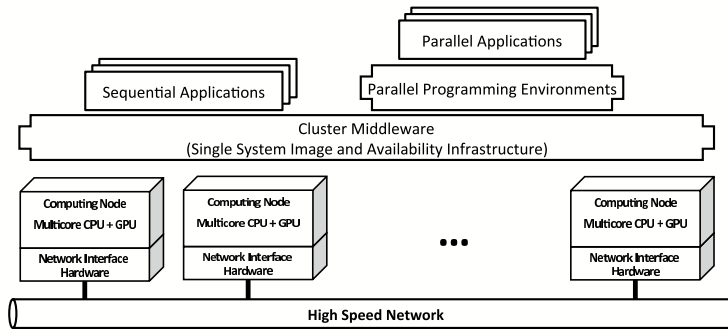 Parallel Applications
Sequential Applications
Parallel Programming Environments
Cluster Middleware
(Single System Image and Availability Infrastructure)
Computing Node
Multicore CPU + GPU
Network Interface
Hardware
Computing Node
Multicore CPU + GPU
Network Interface
Hardware
...
Computing Node
Multicore CPU + GPU
Network Interface
Hardware
High Speed Network